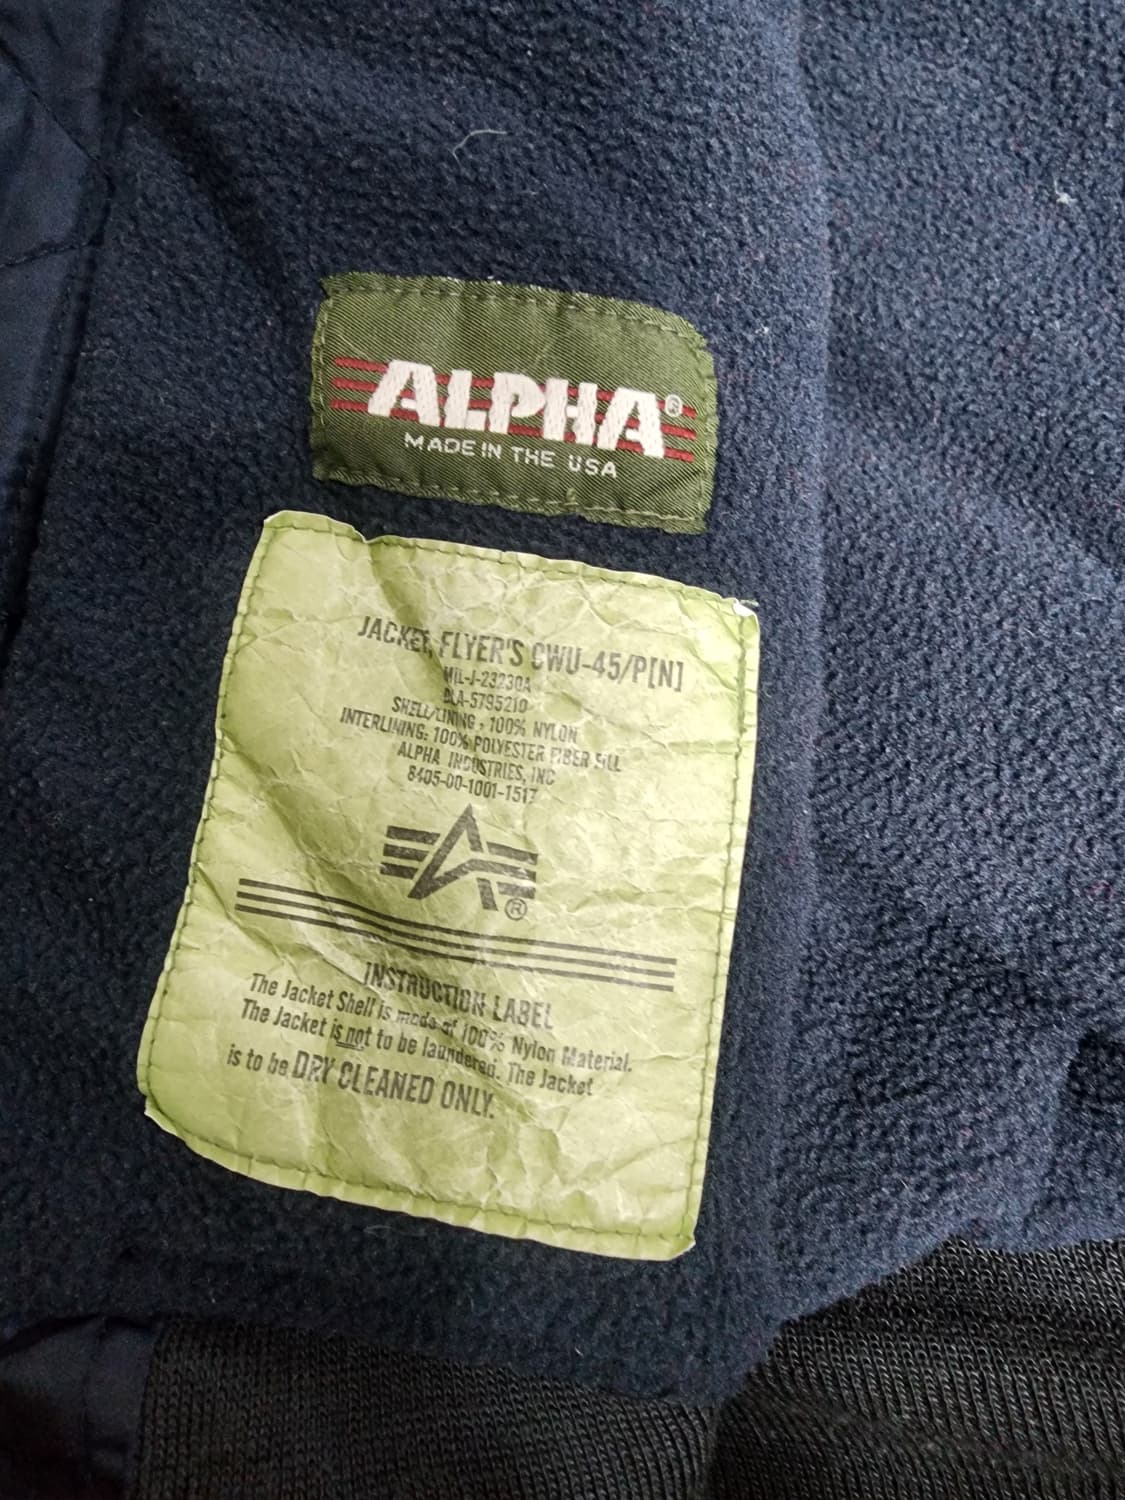 ALPHA®
MADE IN THE USA
JACKET, FLYER'S CWU-45/P[N]
MIL-J-23230A
DLA-5795210
SHELL/LINING, 100% NYLON
INTERLINING: 100% POLYESTER FIBER FILL
ALPHA INDUSTRIES, INC
8405-00-1001-1517
®
INSTRUCTION LABEL
The Jacket Shell is made of 100% Nylon Material.
The Jacket is not to be laundered. The Jacket
is to be DRY CLEANED ONLY.